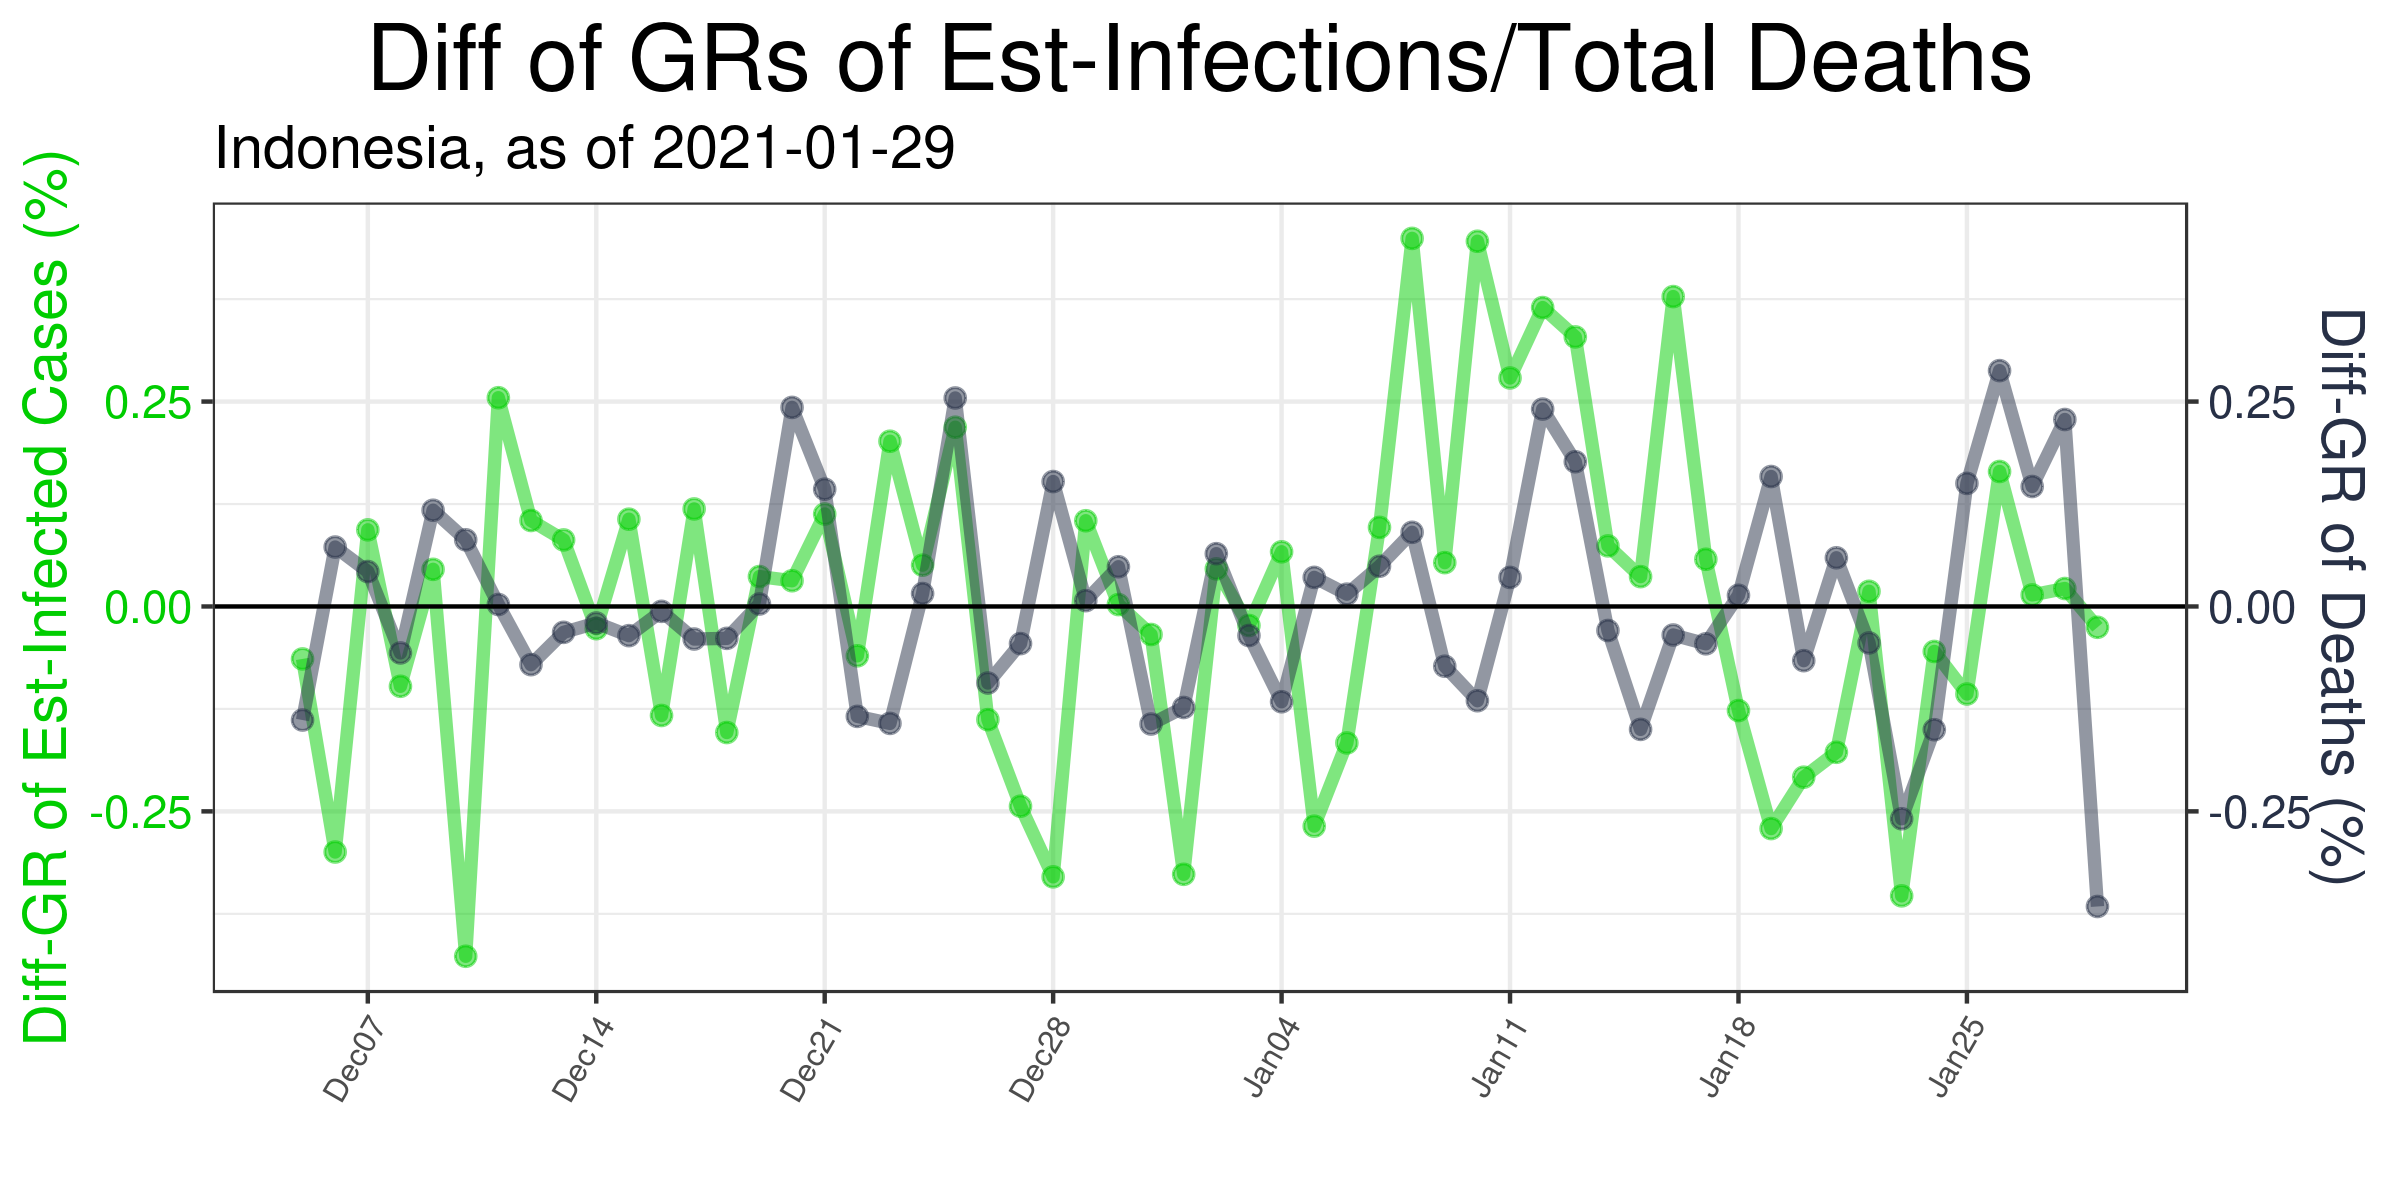 Diff of GRs of Est-Infections/Total Deaths
Indonesia, as of 2021-01-29
Diff-GR of Est-Infected Cases (%)
0.25
0.00
-0.25
0.25
0.00
-0.25
Diff-GR of Deaths (%)
Dec07
Dec14
Dec21
Dec28
Jan04
Jan11
Jan18
Jan25